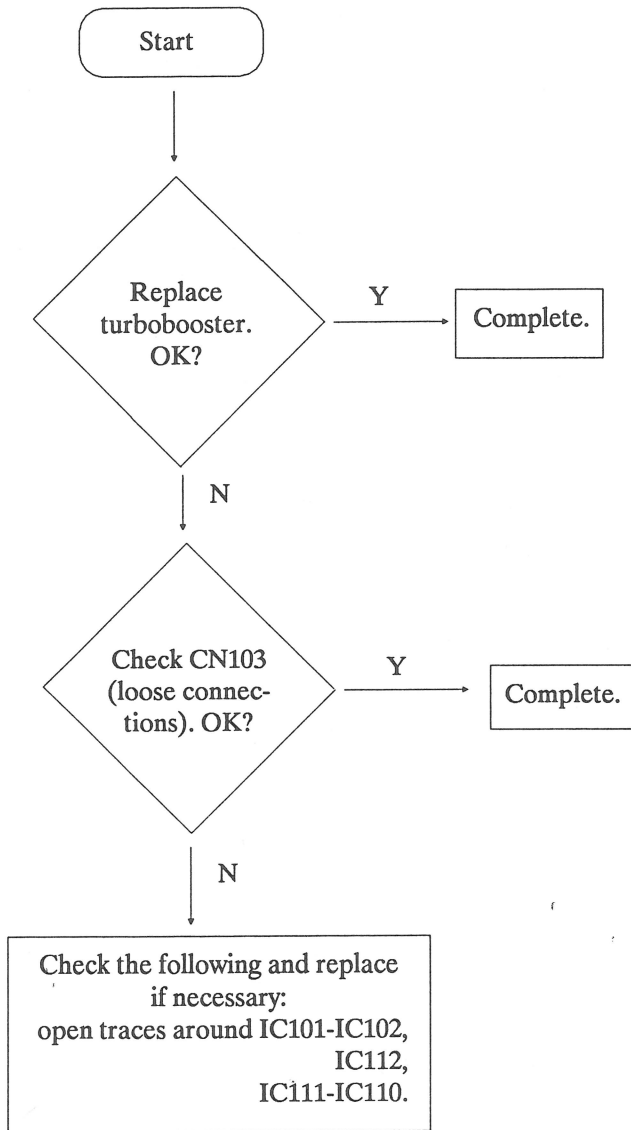 Start
Replace
turbobooster.
OK?
Y
Complete.
N
Check CN103
(loose connec-
tions). OK?
Y
Complete.
N
Check the following and replace
if necessary:
open traces around IC101-IC102,
IC112,
IC111-IC110.